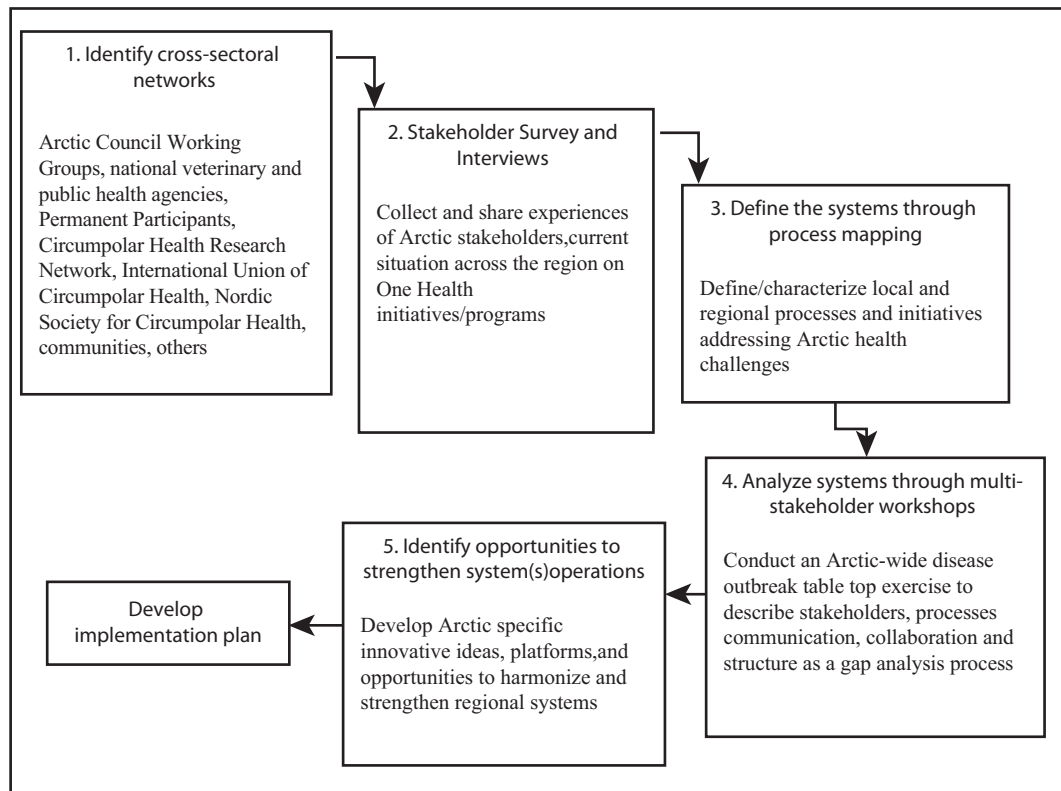 1. Identify cross-sectoral
networks
Arctic Council Working
Groups, national veterinary and
public health agencies,
Permanent Participants,
Circumpolar Health Research
Network, International Union of
Circumpolar Health, Nordic
Society for Circumpolar Health,
communities, others
2. Stakeholder Survey and
Interviews
Collect and share experiences
of Arctic stakeholders,current
situation across the region on
One Health
initiatives/programs
3. Define the systems through
process mapping
Define/characterize local and
regional processes and initiatives
addressing Arctic health
challenges
4. Analyze systems through multi-
stakeholder workshops
Conduct an Arctic-wide disease
outbreak table top exercise to
describe stakeholders, processes
communication, collaboration and
structure as a gap analysis process
5. Identify opportunities to
strengthen system(s)operations
Develop Arctic specific
innovative ideas, platforms,and
opportunities to harmonize and
strengthen regional systems
Develop
implementation plan